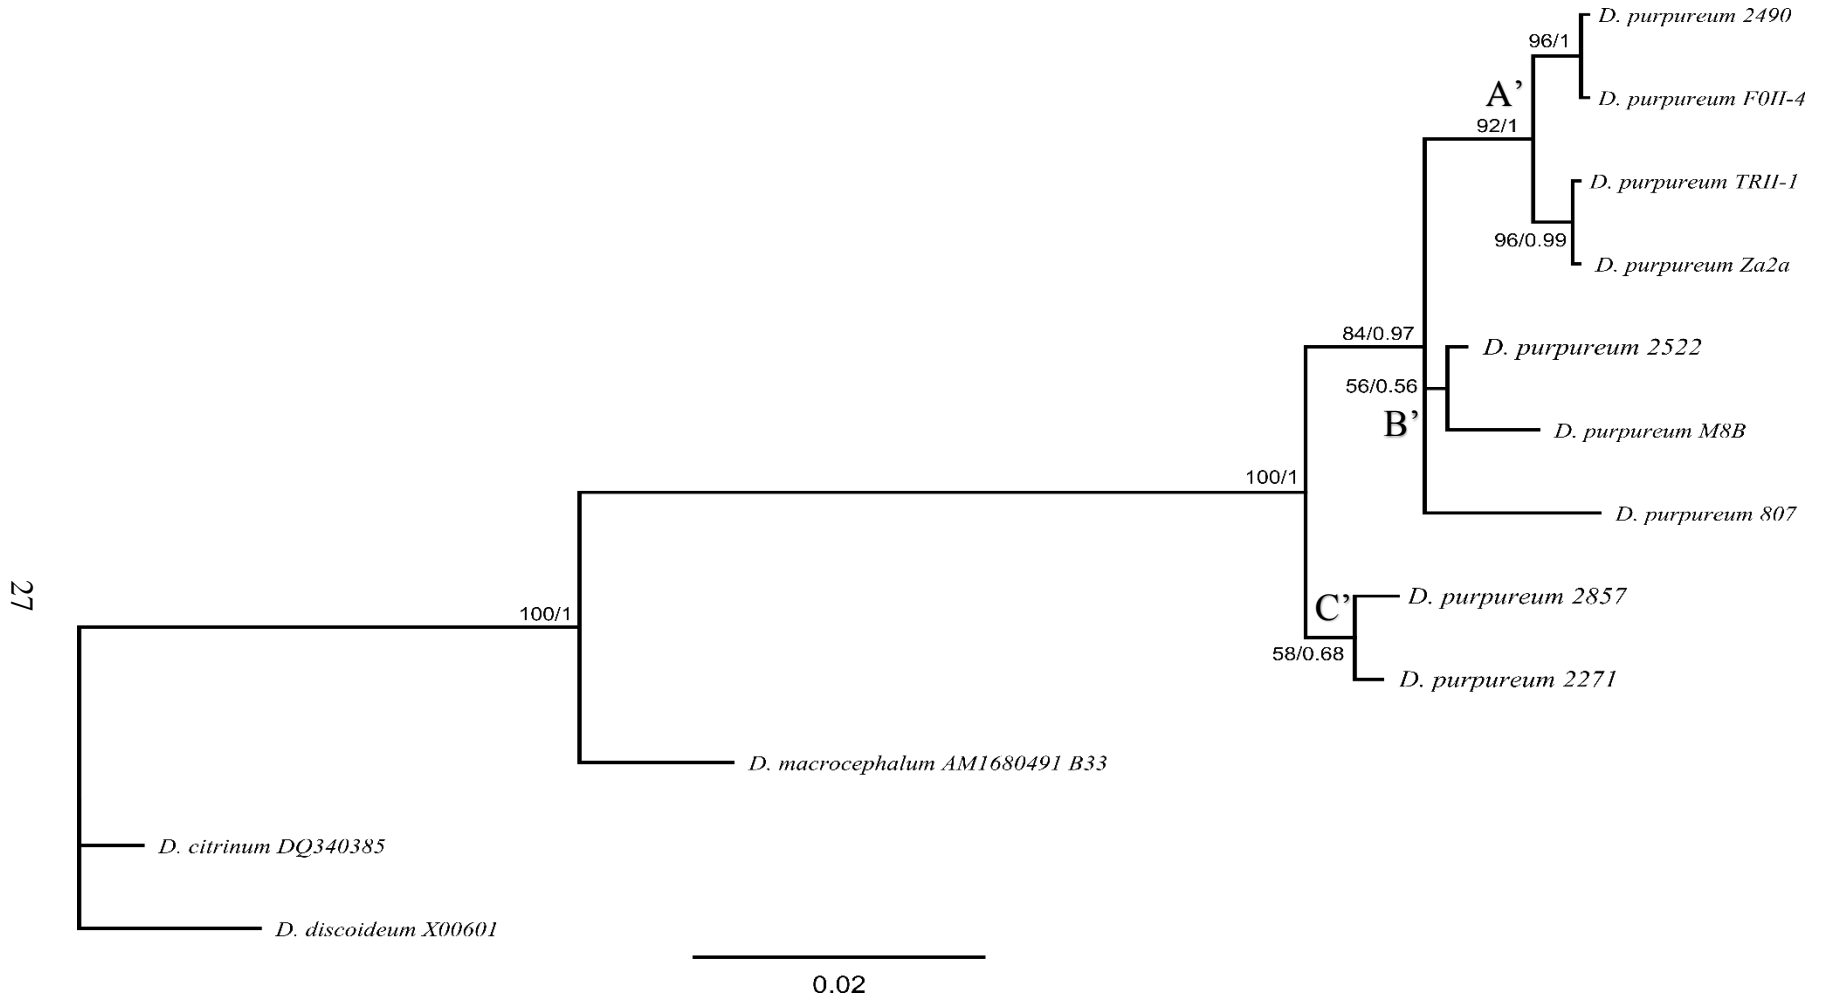 D. purpureum 2490
96/1
A’
D. purpureum F0II-4
92/1
D. purpureum TRII-1
96/0.99
D. purpureum Za2a
84/0.97
D. purpureum 2522
56/0.56
B’
D. purpureum M8B
100/1
D. purpureum 807
27
C’
D. purpureum 2857
100/1
58/0.68
D. purpureum 2271
D. macrocephalum AM1680491 B33
D. citrinum DQ340385
D. discoideum X00601
0.02